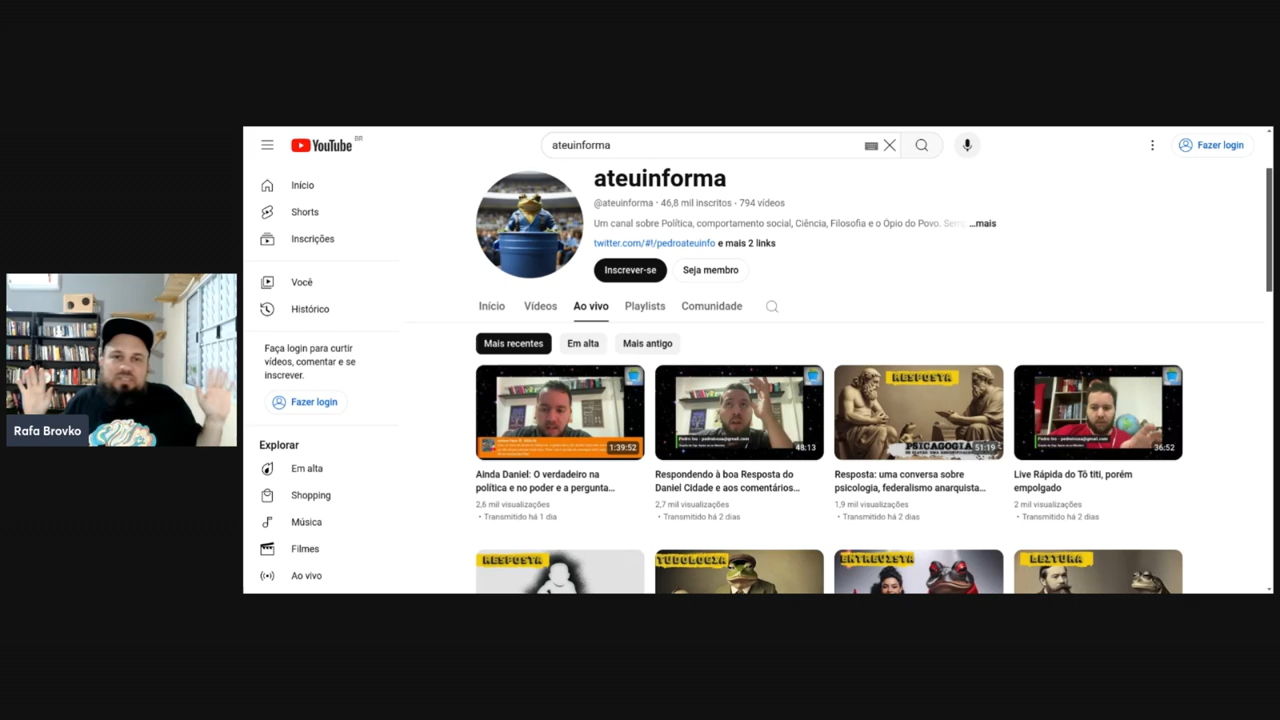 YouTube BR
ateuinforma
Fazer login
Início
Shorts
Inscrições
Você
Histórico
Faça login para curtir
vídeos, comentar e se
inscrever.
Fazer login
Explorar
Em alta
Shopping
Música
Filmes
Ao vivo
ateuinforma
@ateuinforma · 46,8 mil inscritos · 794 vídeos
Um canal sobre Política, comportamento social, Ciência, Filosofia e o Ópio do Povo. ...mais
twitter.com/#!/pedroateuinfo e mais 2 links
Inscrever-se
Seja membro
Início
Vídeos
Ao vivo
Playlists
Comunidade
Mais recentes
Em alta
Mais antigo
1:39:52
Ainda Daniel: O verdadeiro na
política e no poder e a pergunta...
2,6 mil visualizações
• Transmitido há 1 dia
48:13
Respondendo à boa Resposta do
Daniel Cidade e aos comentários...
2,7 mil visualizações
• Transmitido há 2 dias
RESPOSTA
PSICAGOGIA
51:19
Resposta: uma conversa sobre
psicologia, federalismo anarquista...
1,9 mil visualizações
• Transmitido há 2 dias
36:52
Live Rápida do Tô titi, porém
empolgado
2 mil visualizações
• Transmitido há 2 dias
RESPOSTA
TUDOLOGIA
ENTREVISTA
LEITURA
Rafa Brovko